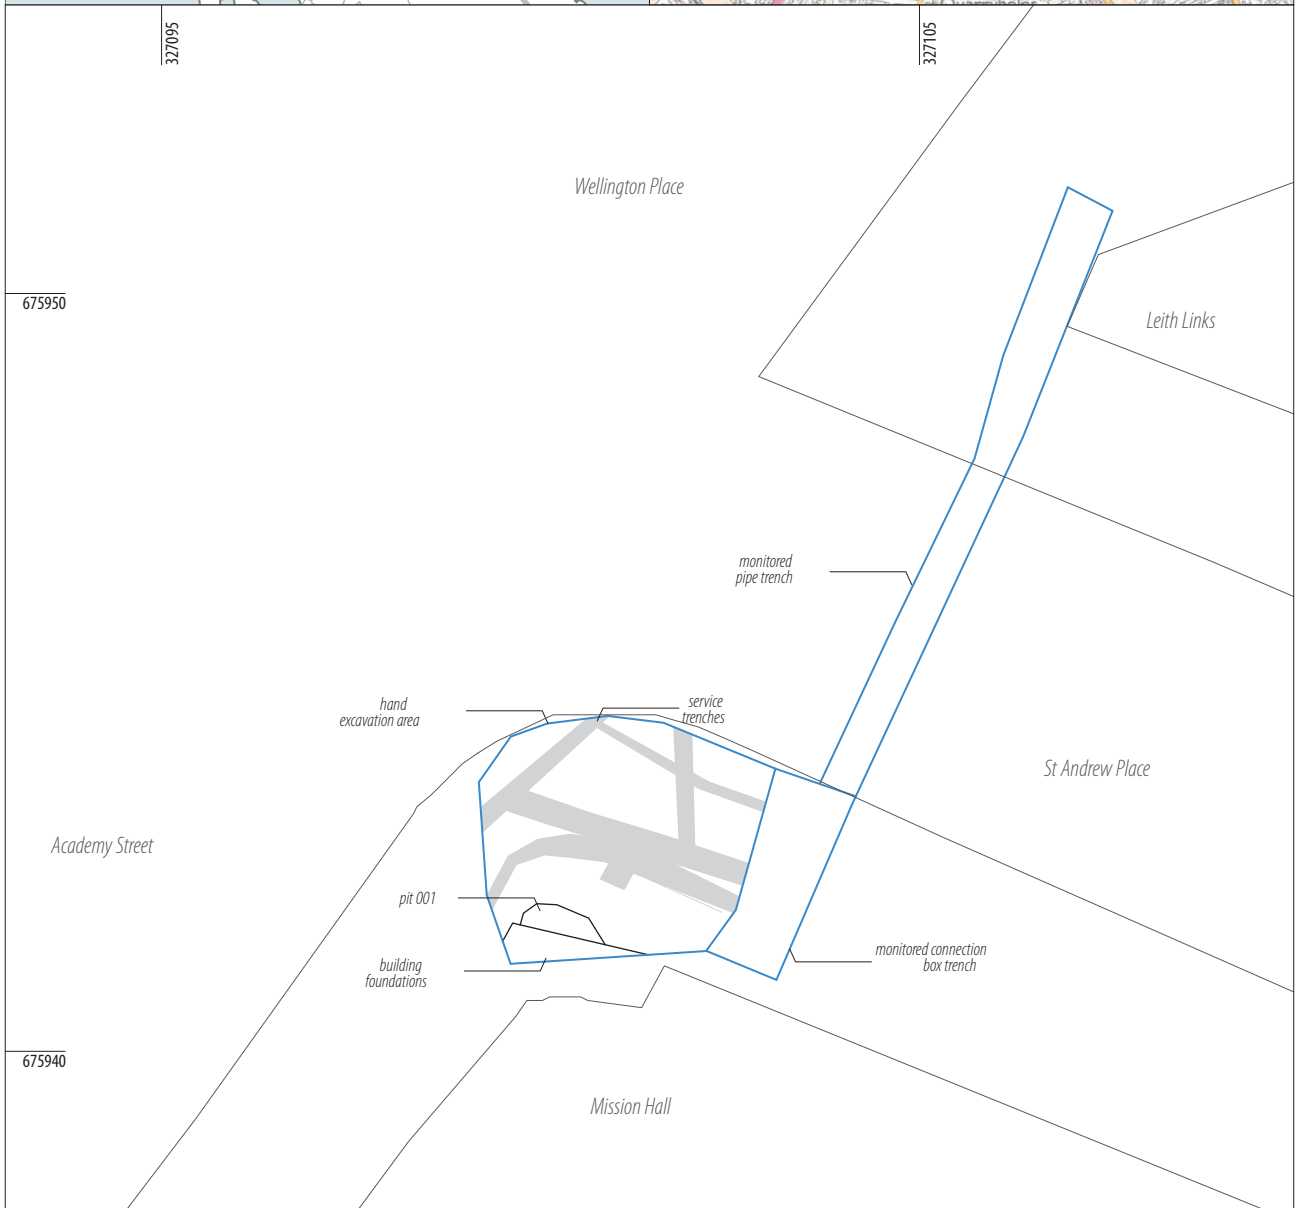 327095
327105
Wellington Place
675950
Leith Links
monitored
pipe trench
hand
excavation area
service
trenches
St Andrew Place
Academy Street
pit 001
building
foundations
monitored connection
box trench
675940
Mission Hall